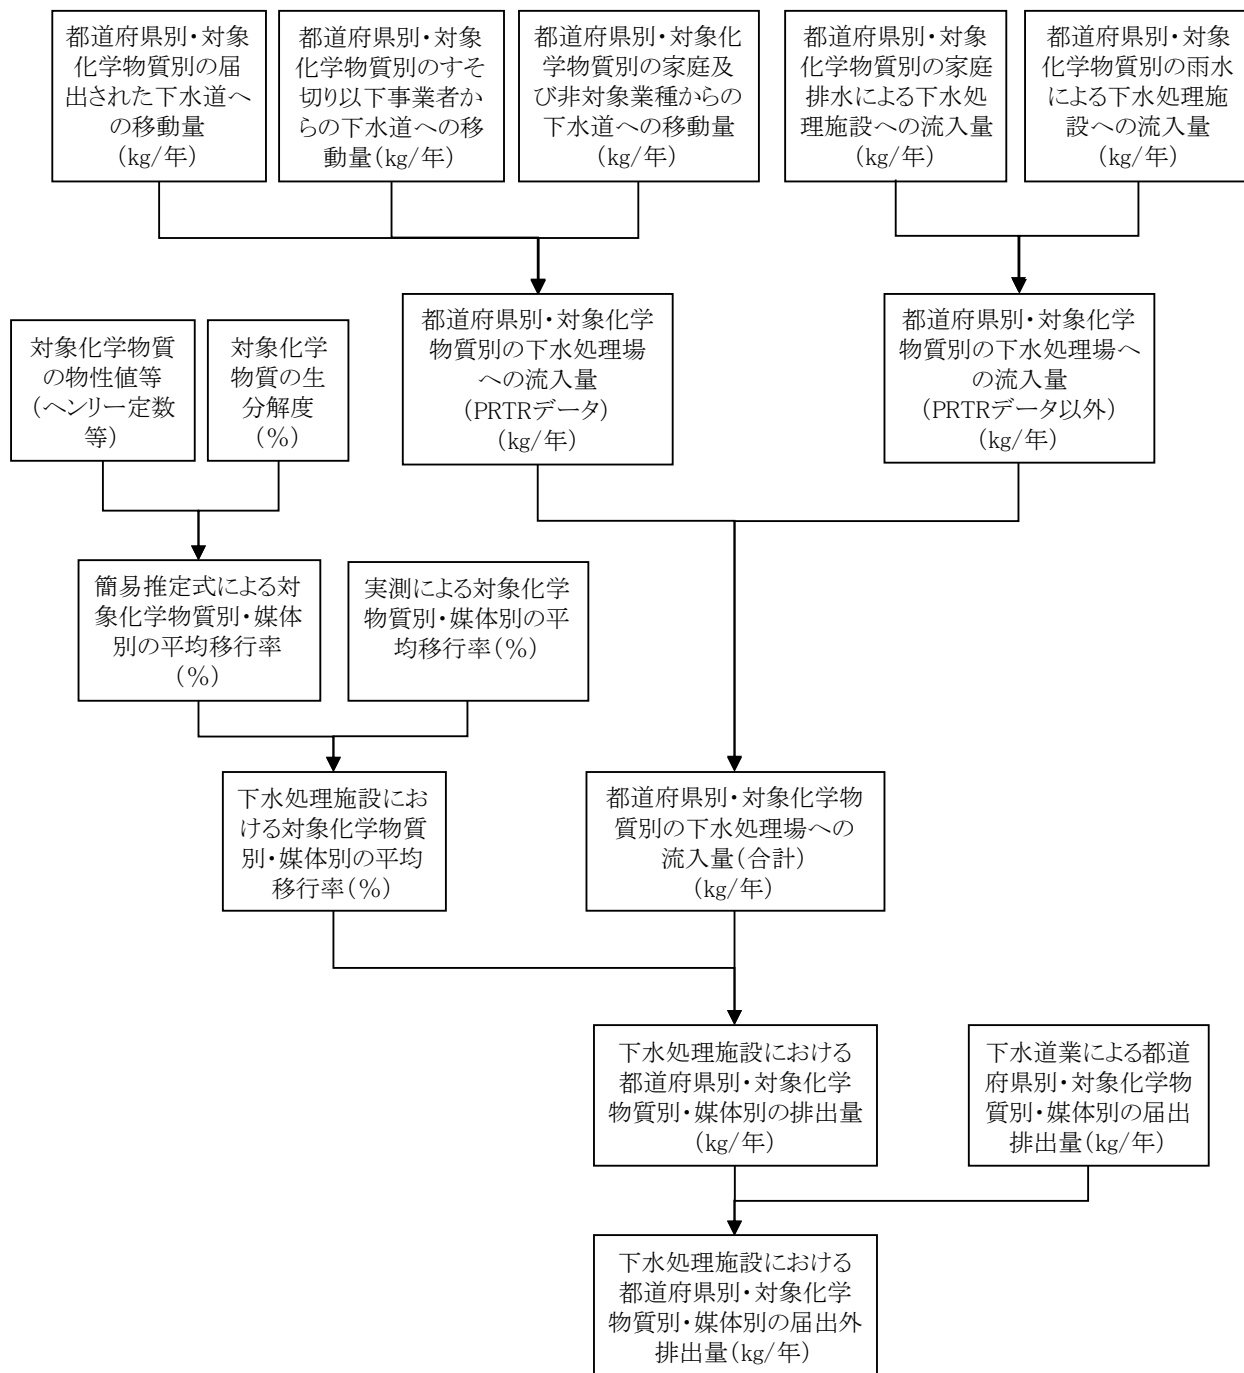 都道府県別・対象
化学物質別の届
出された下水道へ
の移動量
(kg/年)
都道府県別・対象
化学物質別のすそ
切り以下事業者か
らの下水道への移
動量(kg/年)
都道府県別・対象化
学物質別の家庭及
び非対象業種からの
下水道への移動量
(kg/年)
都道府県別・対象
化学物質別の家庭
排水による下水処
理施設への流入量
(kg/年)
都道府県別・対象
化学物質別の雨水
による下水処理施
設への流入量
(kg/年)
対象化学物質
の物性値等
(ヘンリー定数
等)
対象化学
物質の生
分解度
(%)
都道府県別・対象化学
物質別の下水処理場
への流入量
(PRTRデータ)
(kg/年)
都道府県別・対象化学
物質別の下水処理場へ
の流入量
(PRTRデータ以外)
(kg/年)
簡易推定式による対
象化学物質別・媒体
別の平均移行率
(%)
実測による対象化学
物質別・媒体別の平
均移行率(%)
下水処理施設にお
ける対象化学物質
別・媒体別の平均
移行率(%)
都道府県別・対象化学物
質別の下水処理場への
流入量(合計)
(kg/年)
下水処理施設における
都道府県別・対象化学
物質別・媒体別の排出量
(kg/年)
下水道業による都道
府県別・対象化学物
質別・媒体別の届出
排出量(kg/年)
下水処理施設における
都道府県別・対象化学
物質別・媒体別の届出外
排出量(kg/年)